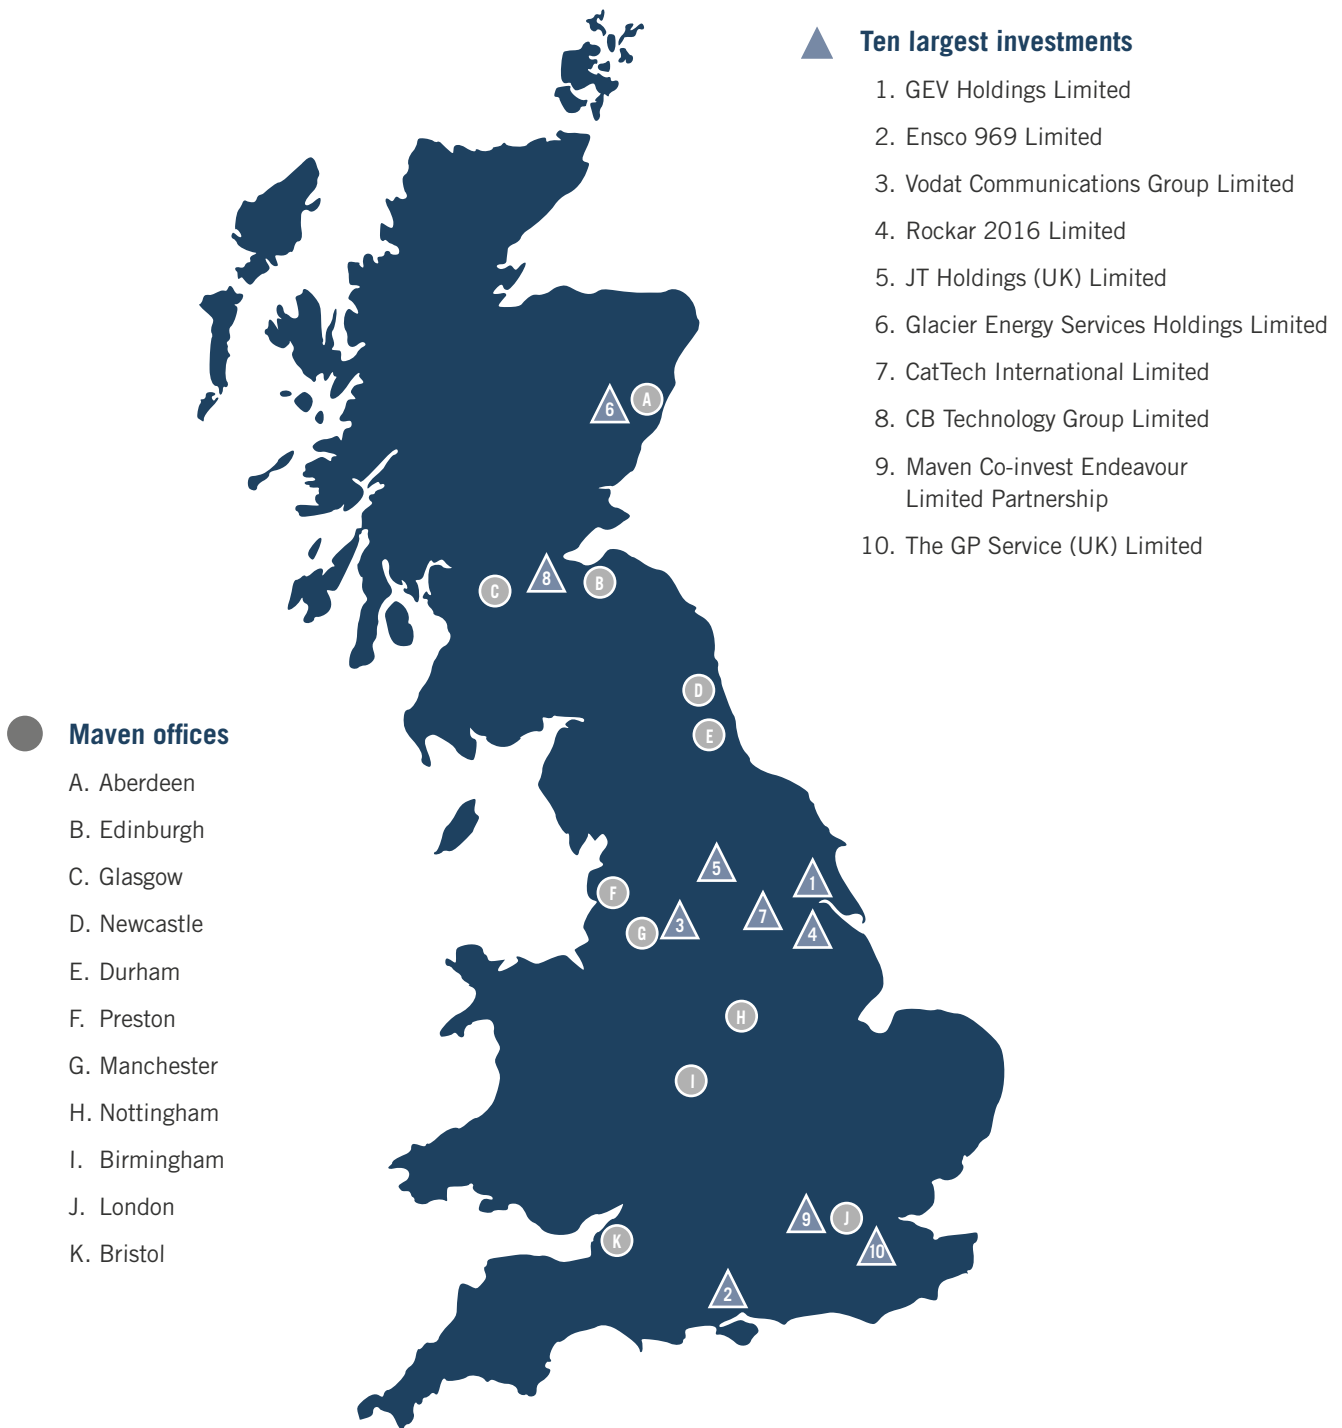 Ten largest investments
1. GEV Holdings Limited
2. Ensco 969 Limited
3. Vodat Communications Group Limited
4. Rockar 2016 Limited
5. JT Holdings (UK) Limited
6. Glacier Energy Services Holdings Limited
7. CatTech International Limited
8. CB Technology Group Limited
9. Maven Co-invest Endeavour
Limited Partnership
10. The GP Service (UK) Limited
Maven offices
A. Aberdeen
B. Edinburgh
C. Glasgow
D. Newcastle
E. Durham
F. Preston
G. Manchester
H. Nottingham
I. Birmingham
J. London
K. Bristol
6
A
8
B
C
D
E
5
1
F
7
3
4
G
H
I
9
J
K
10
2